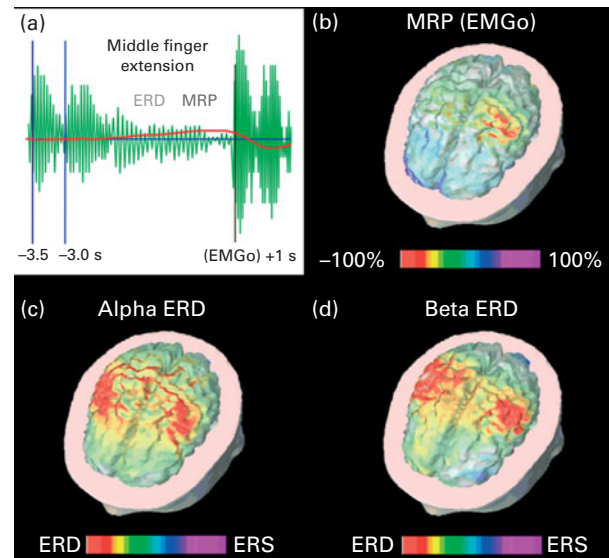 (a)
Middle finger
extension
ERD MRP
−3.5 −3.0 s (EMGo) +1 s
(b) MRP (EMGo)
−100% 100%
(c) Alpha ERD
ERD ERS
(d) Beta ERD
ERD ERS